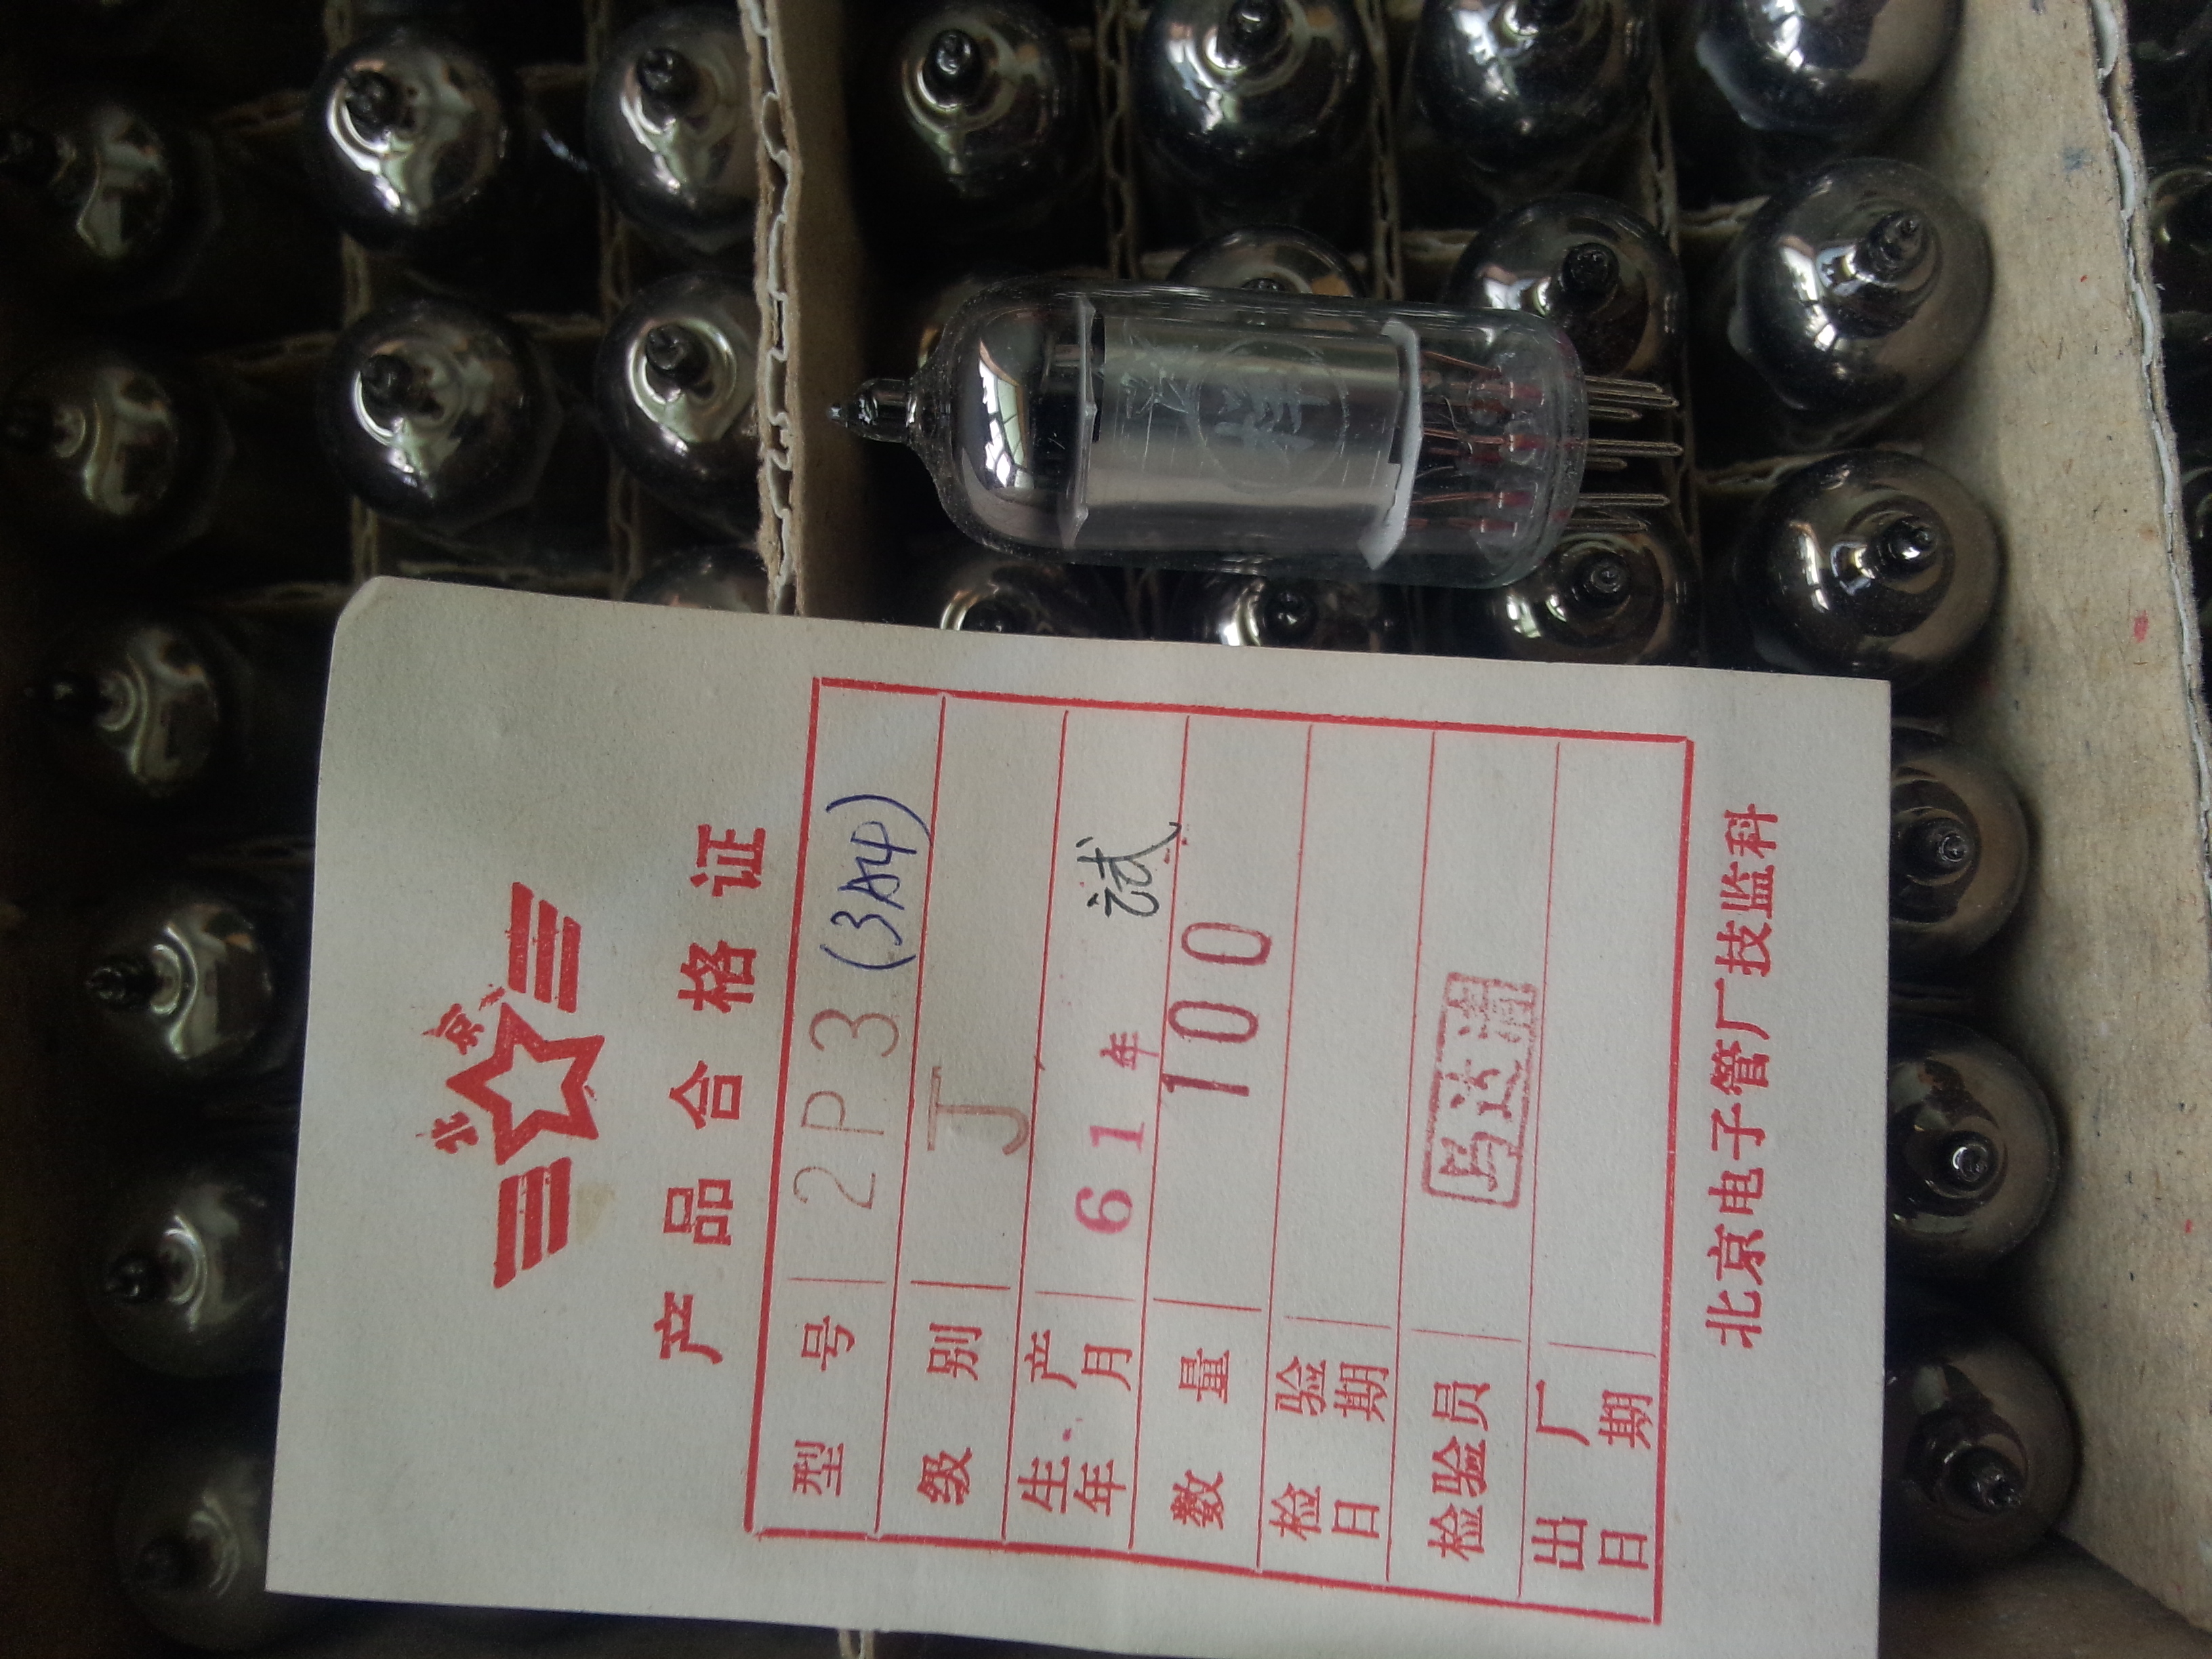 北京
产品合格证
型号 2P3 (3A4)
级别 J
生产年月 61年 试
数量 100
检验日期
检验员
出厂日期
北京电子管厂技监科